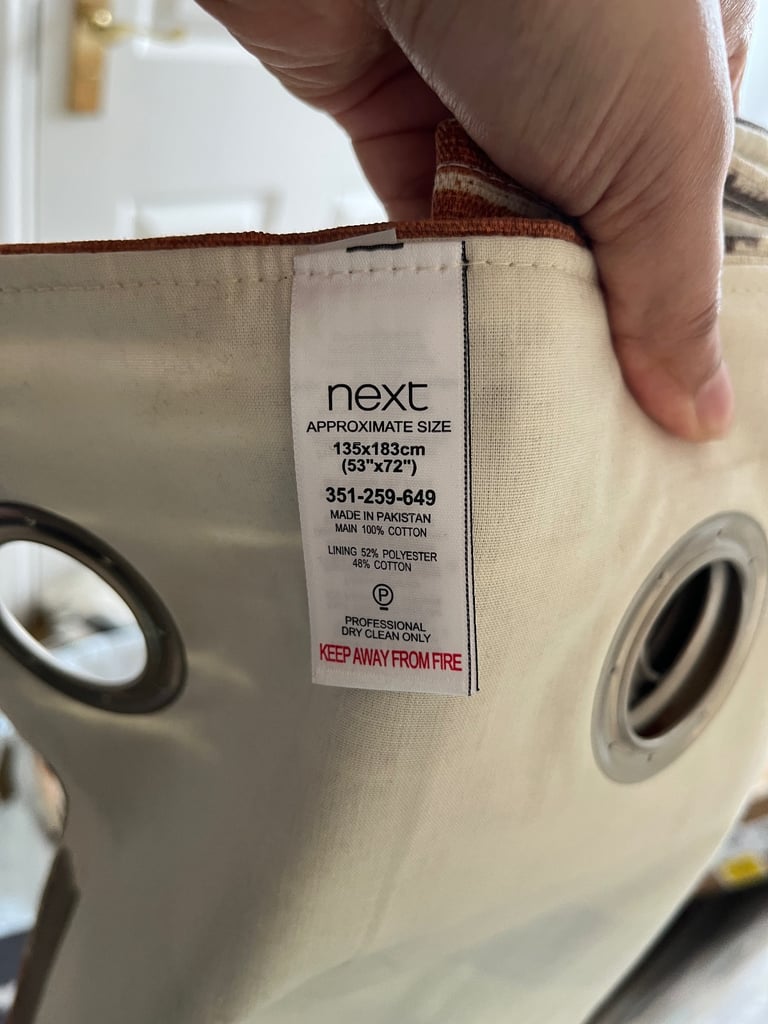 next
APPROXIMATE SIZE
135x183cm
(53"x72")
351-259-649
MADE IN PAKISTAN
MAIN 100% COTTON
LINING 52% POLYESTER
48% COTTON
P
PROFESSIONAL
DRY CLEAN ONLY
KEEP AWAY FROM FIRE